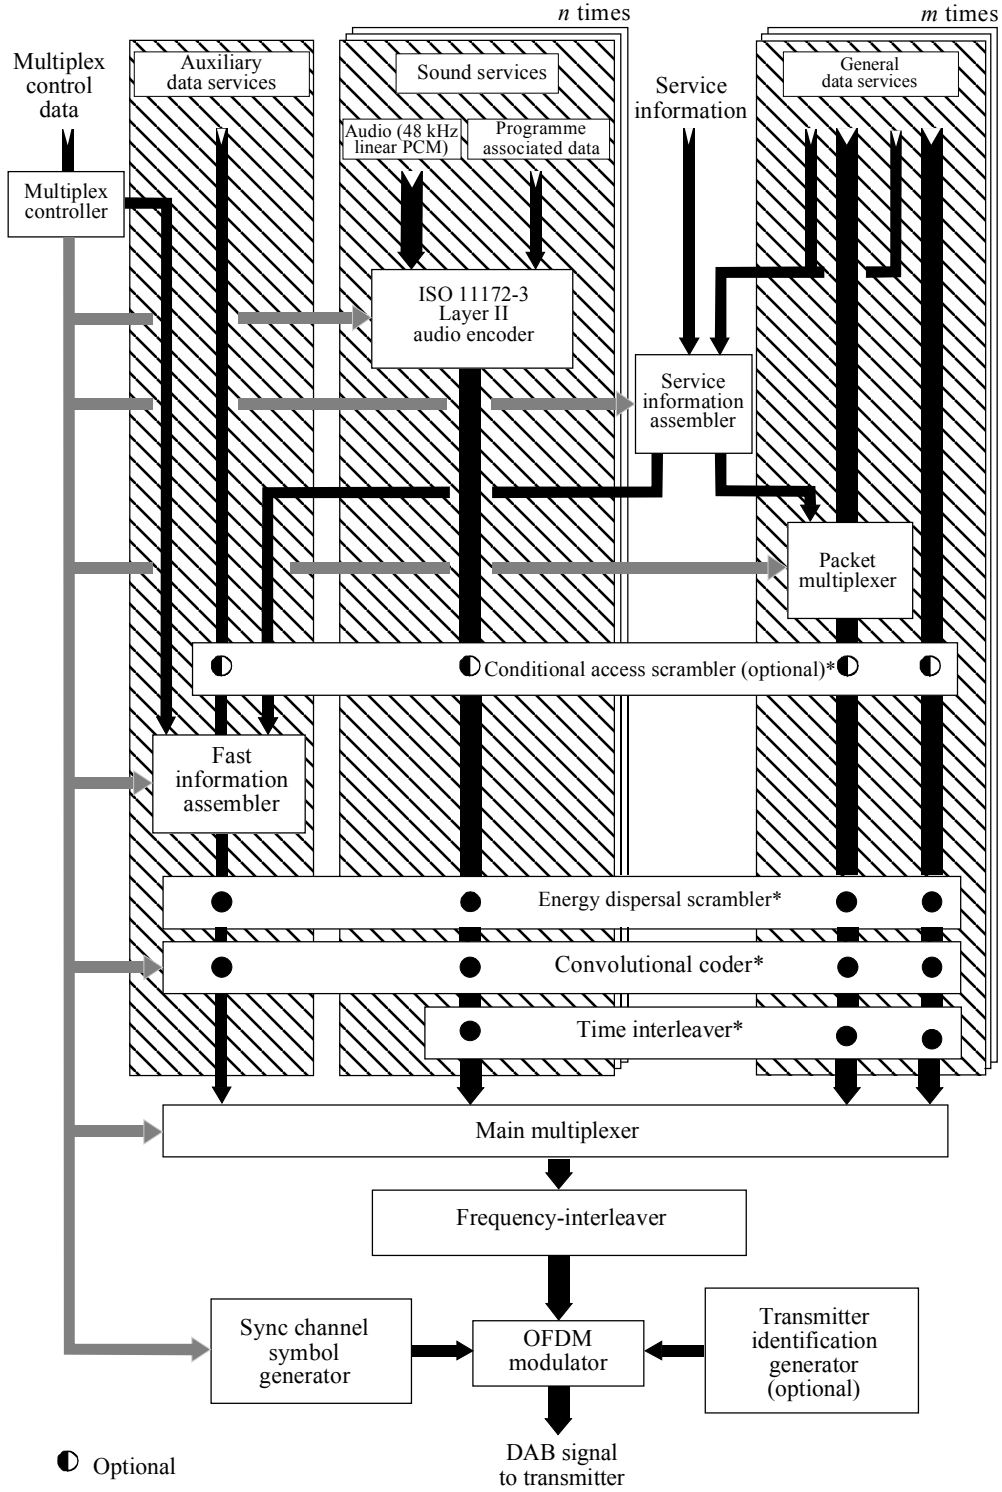 n times
m times
Multiplex
control
data
Auxiliary
data services
Sound services
Service
information
General
data services
Audio (48 kHz
linear PCM)
Programme
associated data
Multiplex
controller
ISO 11172-3
Layer II
audio encoder
Service
information
assembler
Packet
multiplexer
Conditional access scrambler (optional)*
Fast
information
assembler
Energy dispersal scrambler*
Convolutional coder*
Time interleaver*
Main multiplexer
Frequency-interleaver
Sync channel
symbol
generator
OFDM
modulator
Transmitter
identification
generator
(optional)
DAB signal
to transmitter
Optional